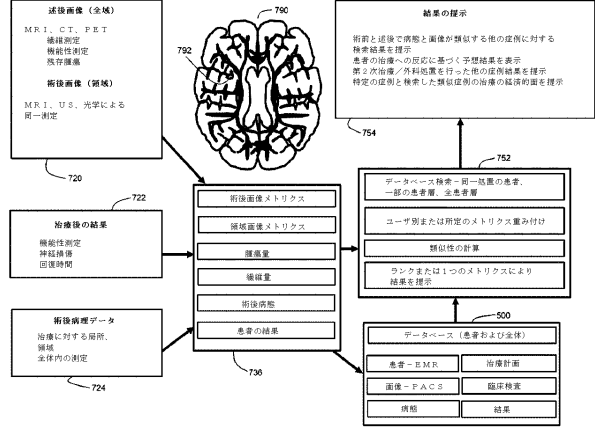 述後画像（全域）
MRI、CT、PET
繊維測定
機能性測定
残存腫瘍
術後画像（領域）
MRI、US、光学による
同一測定
720
722
治療後の結果
機能性測定
神経損傷
回復時間
術後病理データ
治療に対する局所、
領域
全体内の測定
724
790
792
術後画像メトリクス
領域画像メトリクス
腫瘍量
繊維量
術後病態
患者の結果
736
結果の提示
術前と述後で病態と画像が類似する他の症例に対する
検索結果を提示
患者の治療への反応に基づく予想結果を表示
第２次治療／外科処置を行った他の症例結果を提示
特定の症例と検索した類似症例の治療の経済的面を提示
754
752
データベース検索－同一処置の患者、
一部の患者層、全患者層
ユーザ別または所定のメトリクス重み付け
類似性の計算
ランクまたは１つのメトリクスにより
結果を提示
500
データベース（患者および全体）
患者－EMR
治療計画
画像－PACS
臨床検査
病態
結果